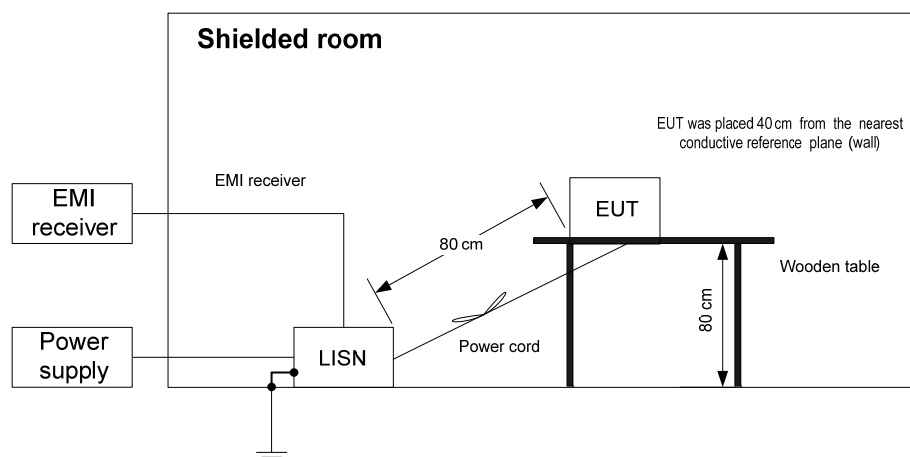 Shielded room
EUT was placed 40 cm from the nearest
conductive reference plane (wall)
EMI receiver
EMI
receiver
EUT
80 cm
Wooden table
80 cm
Power
supply
LISN
Power cord